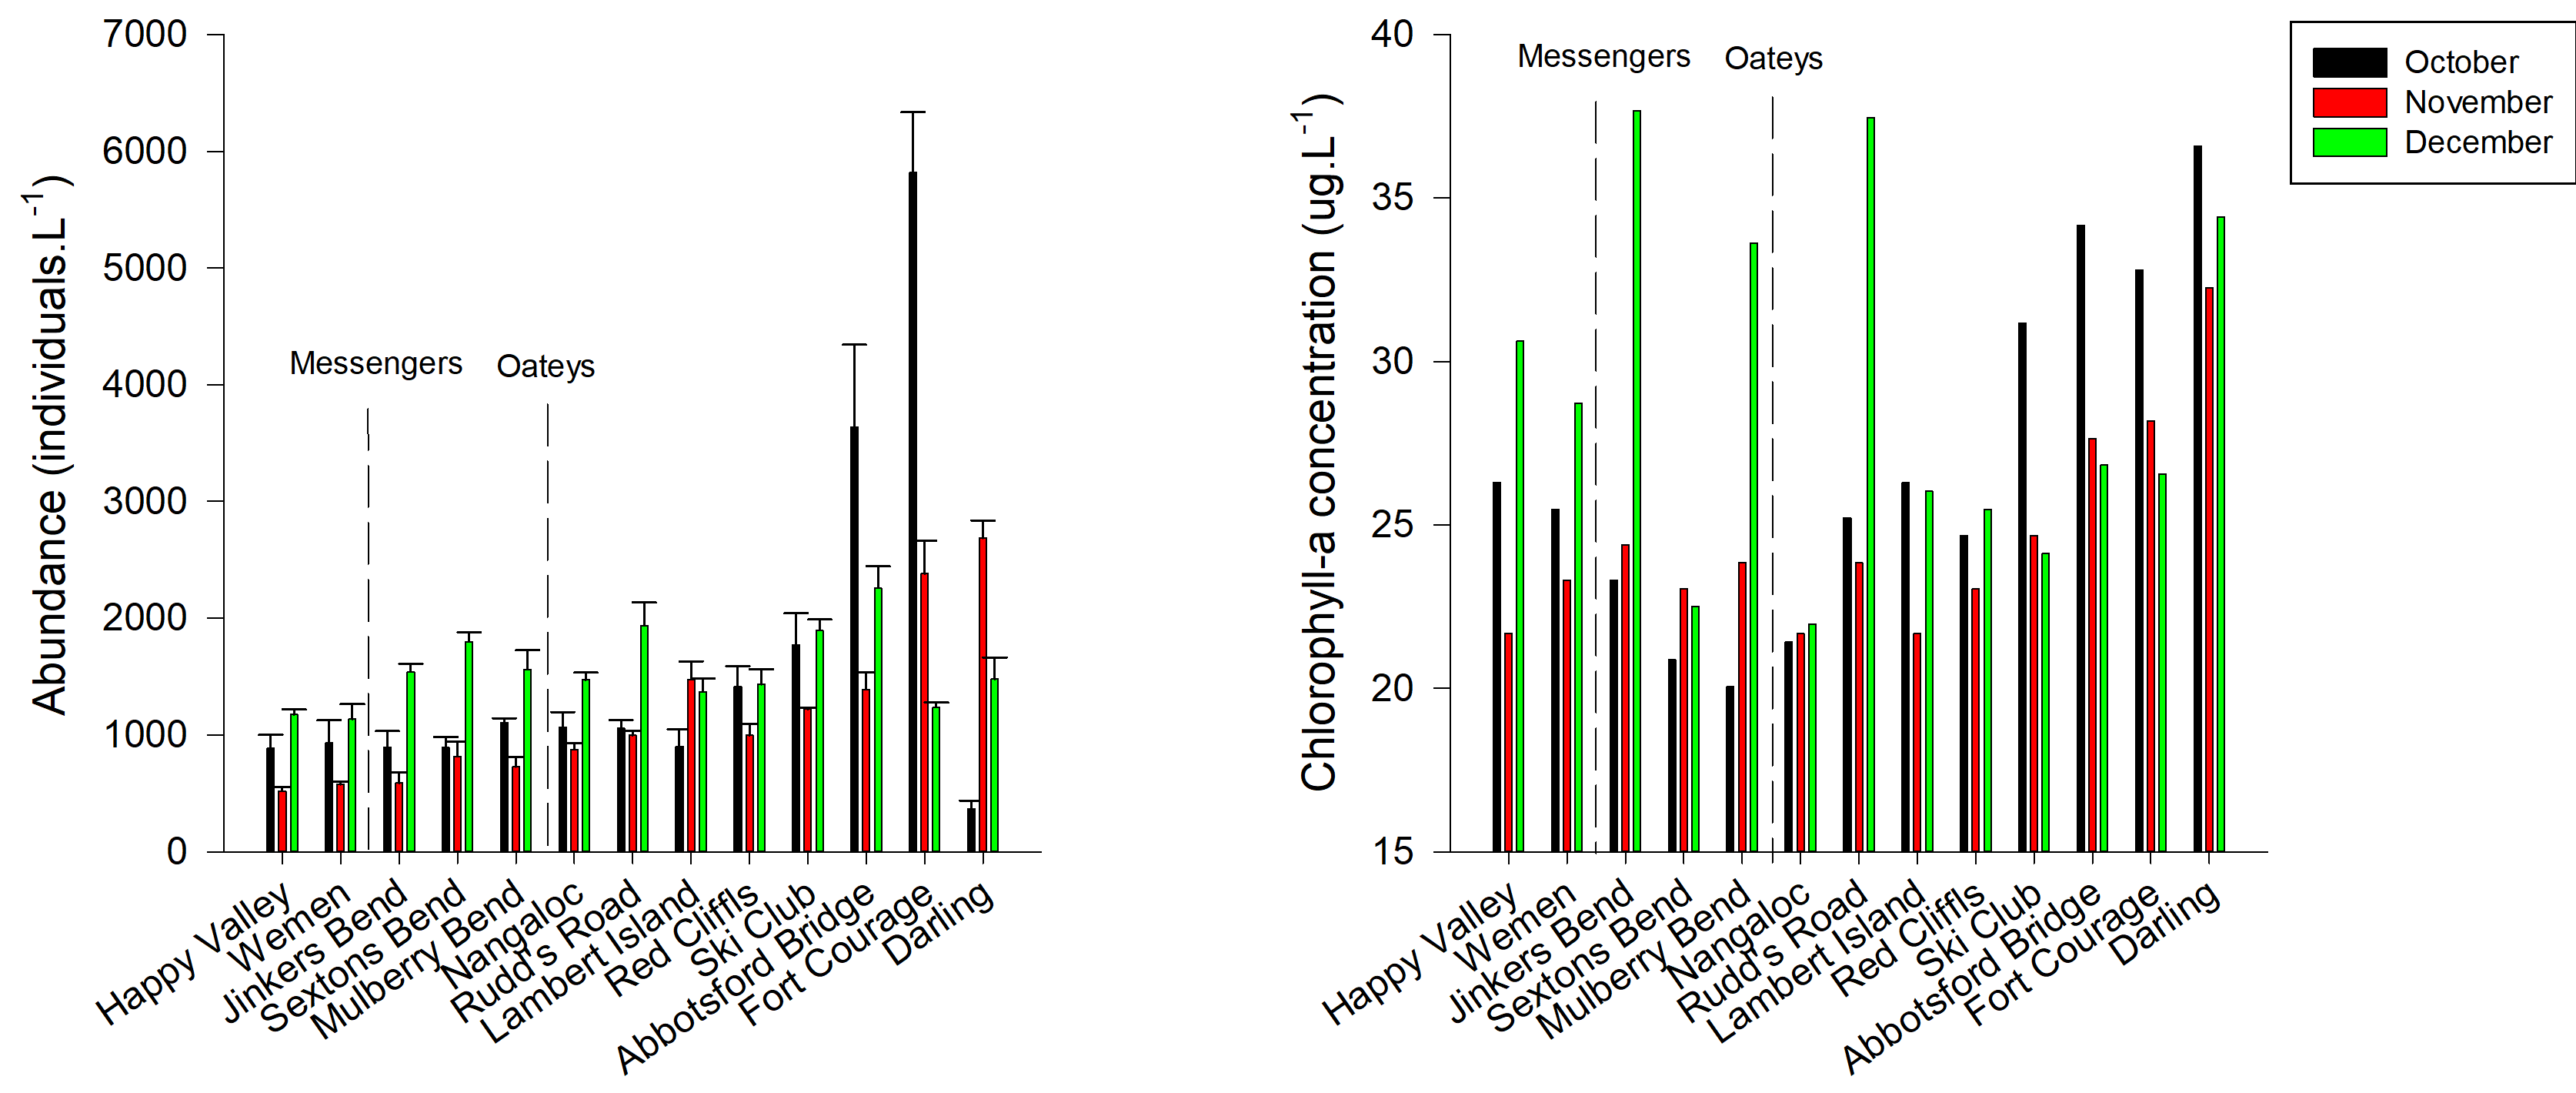 Abundance (individuals.L-1)
7000
6000
5000
4000
3000
2000
1000
0
Messengers
Oateys
Happy Valley
Wemen
Jinkers Bend
Sextons Bend
Mulberry Bend
Nangaloc
Rudd's Road
Lambert Island
Red Cliffls
Ski Club
Abbotsford Bridge
Fort Courage
Darling
Chlorophyll-a concentration (ug.L-1)
40
35
30
25
20
15
Messengers
Oateys
Happy Valley
Wemen
Jinkers Bend
Sextons Bend
Mulberry Bend
Nangaloc
Rudd's Road
Lambert Island
Red Cliffls
Ski Club
Abbotsford Bridge
Fort Courage
Darling
October
November
December